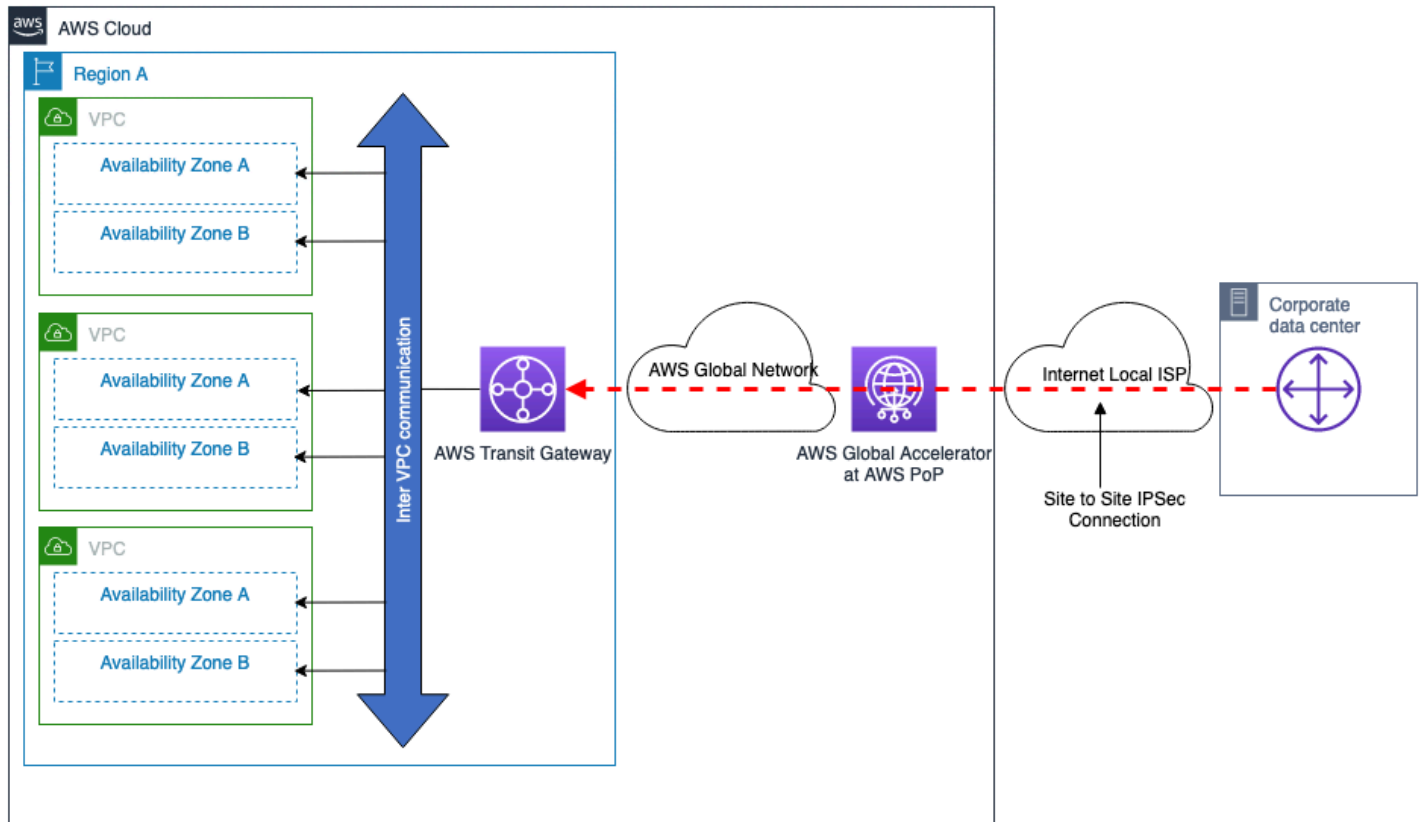 aws
AWS Cloud
Region A
VPC
Availability Zone A
Availability Zone B
VPC
Availability Zone A
Availability Zone B
VPC
Availability Zone A
Availability Zone B
Inter VPC communication
AWS Transit Gateway
AWS Global Network
AWS Global Accelerator
at AWS PoP
Internet Local ISP
Site to Site IPSec
Connection
Corporate
data center